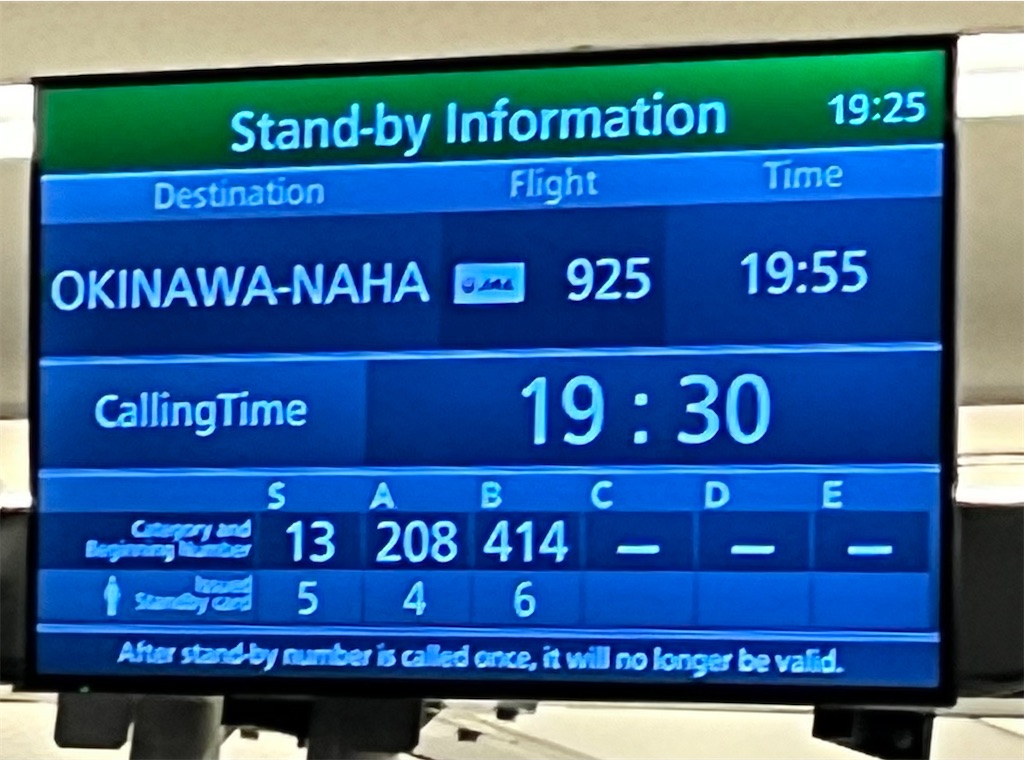 Stand-by Information 19:25
Destination Flight Time
OKINAWA-NAHA JAL 925 19:55
CallingTime 19:30
S A B C D E
Category and
Beginning Number 13 208 414 — — —
Issued
Standby card 5 4 6
After stand-by number is called once, it will no longer be valid.